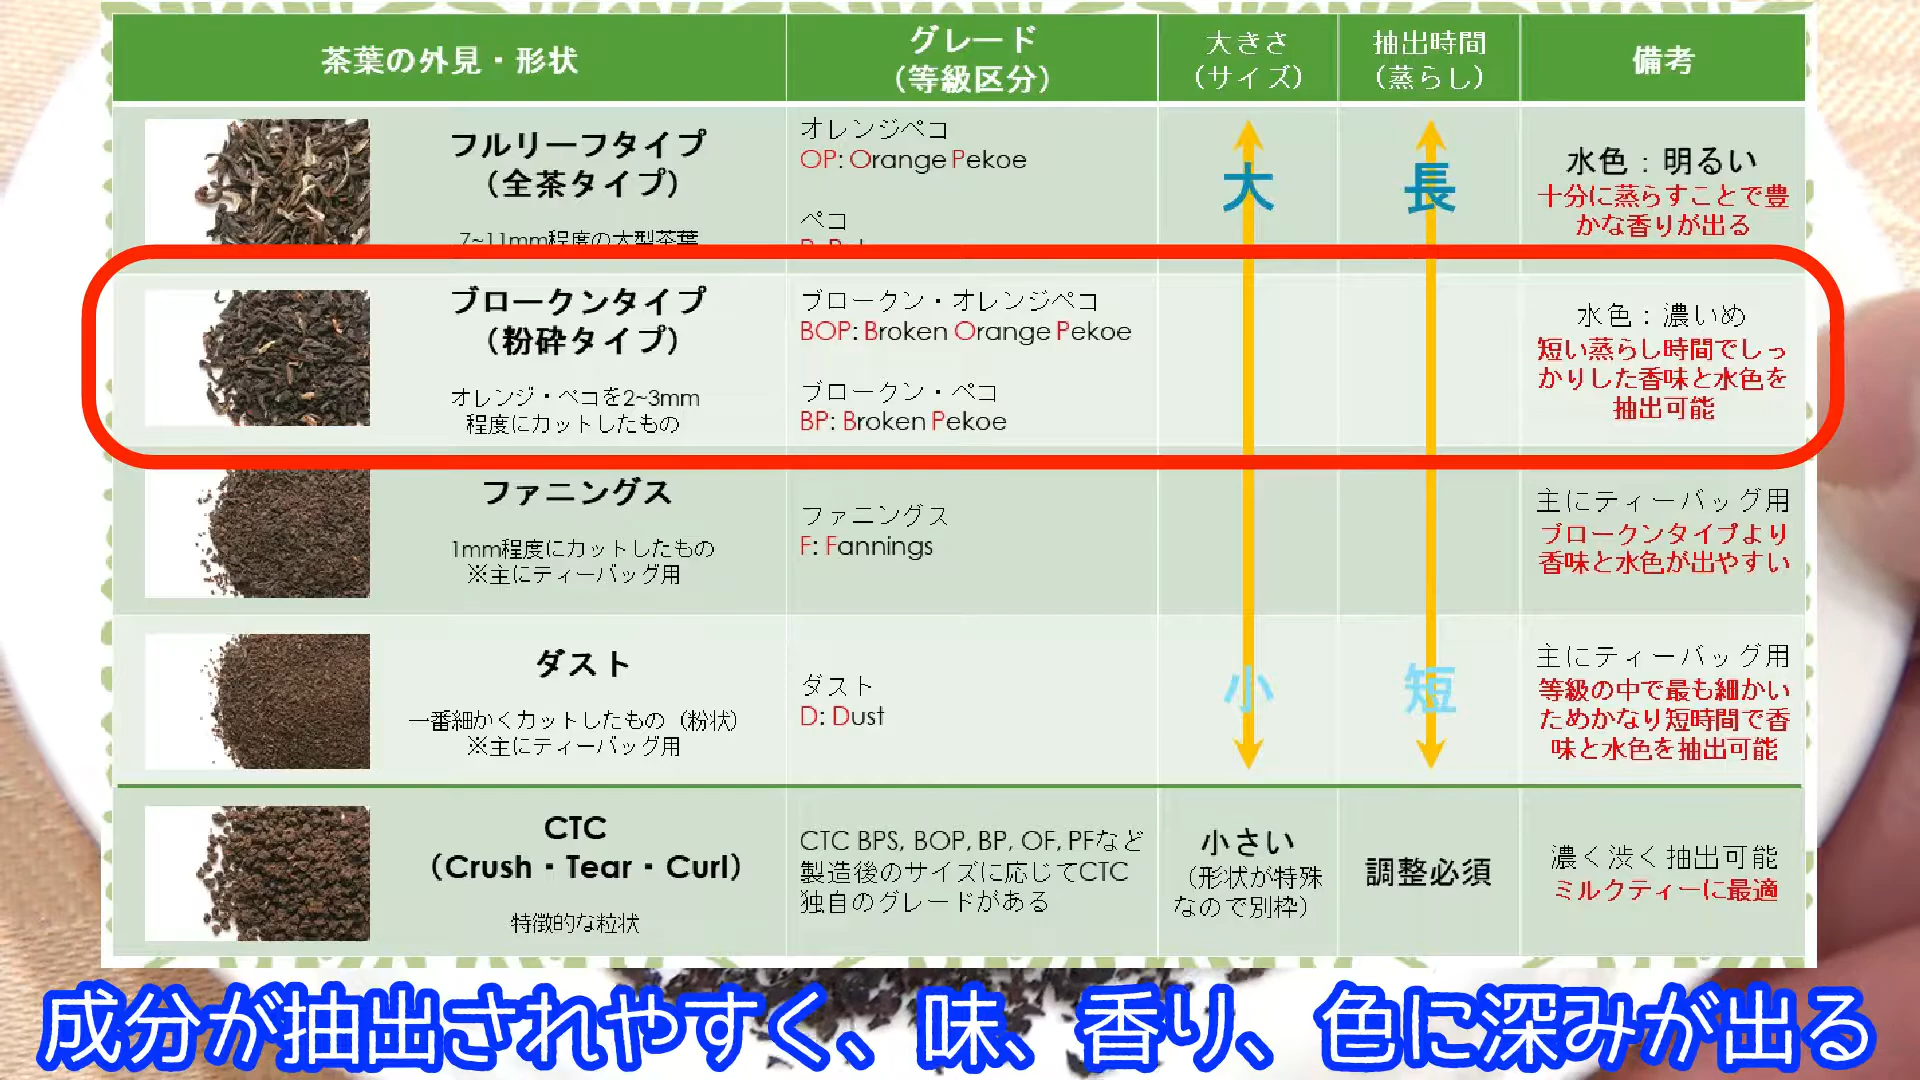 茶葉の外見・形状
グレード
（等級区分）
大きさ
（サイズ）
抽出時間
（蒸らし）
備考
フルリーフタイプ
（全茶タイプ）
7~11mm程度の大型茶葉
オレンジペコ
OP: Orange Pekoe
ペコ
大
長
水色：明るい
十分に蒸らすことで豊
かな香りが出る
ブロークンタイプ
（粉砕タイプ）
オレンジ・ペコを2~3mm
程度にカットしたもの
ブロークン・オレンジペコ
BOP: Broken Orange Pekoe
ブロークン・ペコ
BP: Broken Pekoe
水色：濃いめ
短い蒸らし時間でしっ
かりした香味と水色を
抽出可能
ファニングス
1mm程度にカットしたもの
※主にティーバッグ用
ファニングス
F: Fannings
主にティーバッグ用
ブロークンタイプより
香味と水色が出やすい
ダスト
一番細かくカットしたもの（粉状）
※主にティーバッグ用
ダスト
D: Dust
小
短
主にティーバッグ用
等級の中で最も細かい
ためかなり短時間で香
味と水色を抽出可能
CTC
（Crush・Tear・Curl）
特徴的な粒状
CTC BPS, BOP, BP, OF, PFなど
製造後のサイズに応じてCTC
独自のグレードがある
小さい
（形状が特殊
なので別枠）
調整必須
濃く渋く抽出可能
ミルクティーに最適
成分が抽出されやすく、味、香り、色に深みが出る